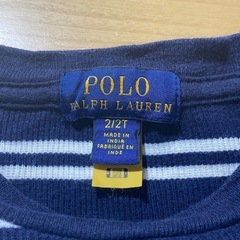 POLO
RALPH LAUREN
2/2T
MADE IN
INDIA
FABRIQUÉ EN
INDE